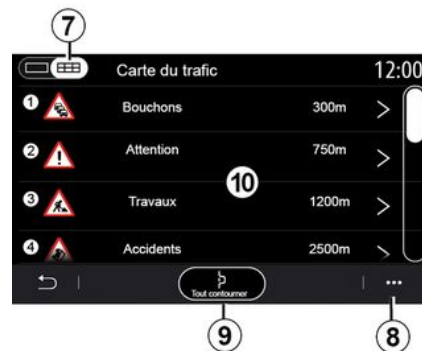 7
Carte du trafic 12:00
1 Bouchons 300m
2 Attention 750m
10
3 Travaux 1200m
4 Accidents 2500m
Tout contourner
9 8